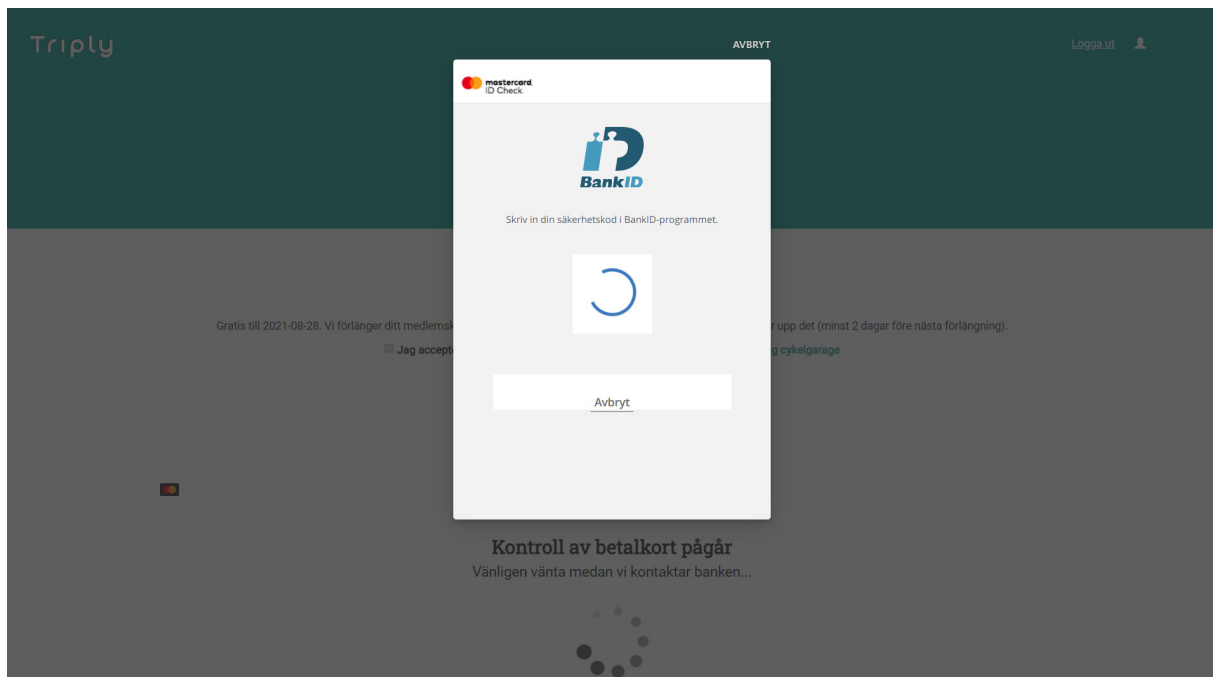 Triply
AVBRYT
Logga ut
mastercard.
ID Check
BankID
Skriv in din säkerhetskod i BankID-programmet.
Gratis till 2021-08-28. Vi förlänger ditt medlemsk
r upp det (minst 2 dagar före nästa förlängning).
Jag accept
g cykelgarage
Avbryt
Kontroll av betalkort pågår
Vänligen vänta medan vi kontaktar banken...